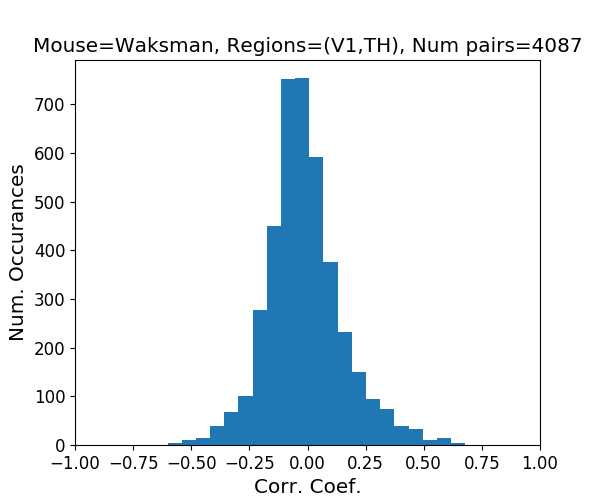 Mouse=Waksman, Regions=(V1,TH), Num pairs=4087
Num. Occurances
700
600
500
400
300
200
100
0
−1.00 −0.75 −0.50 −0.25 0.00 0.25 0.50 0.75 1.00
Corr. Coef.